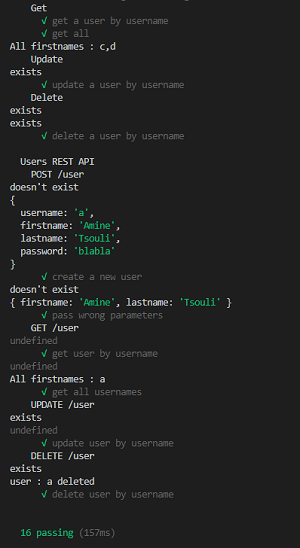 Get
√ get a user by username
√ get all
All firstnames : c,d
Update
exists
√ update a user by username
Delete
exists
exists
√ delete a user by username
Users REST API
POST /user
doesn't exist
{
username: 'a',
firstname: 'Amine',
lastname: 'Tsouli',
password: 'blabla'
}
√ create a new user
doesn't exist
{ firstname: 'Amine', lastname: 'Tsouli' }
√ pass wrong parameters
GET /user
undefined
√ get user by username
undefined
All firstnames : a
√ get all usernames
UPDATE /user
exists
undefined
√ update user by username
DELETE /user
exists
user : a deleted
√ delete user by username
16 passing (157ms)